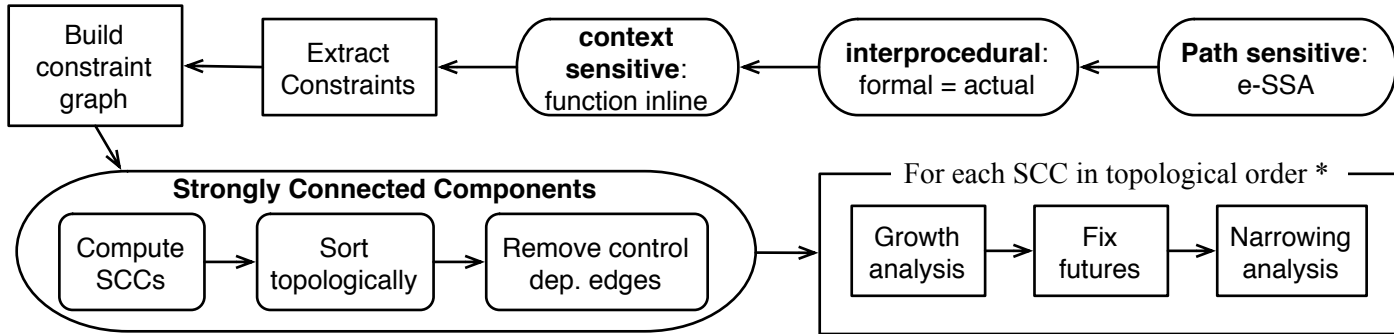 Build
constraint
graph
Extract
Constraints
context
sensitive:
function inline
interprocedural:
formal = actual
Path sensitive:
e-SSA
Strongly Connected Components
Compute
SCCs
Sort
topologically
Remove control
dep. edges
For each SCC in topological order *
Growth
analysis
Fix
futures
Narrowing
analysis